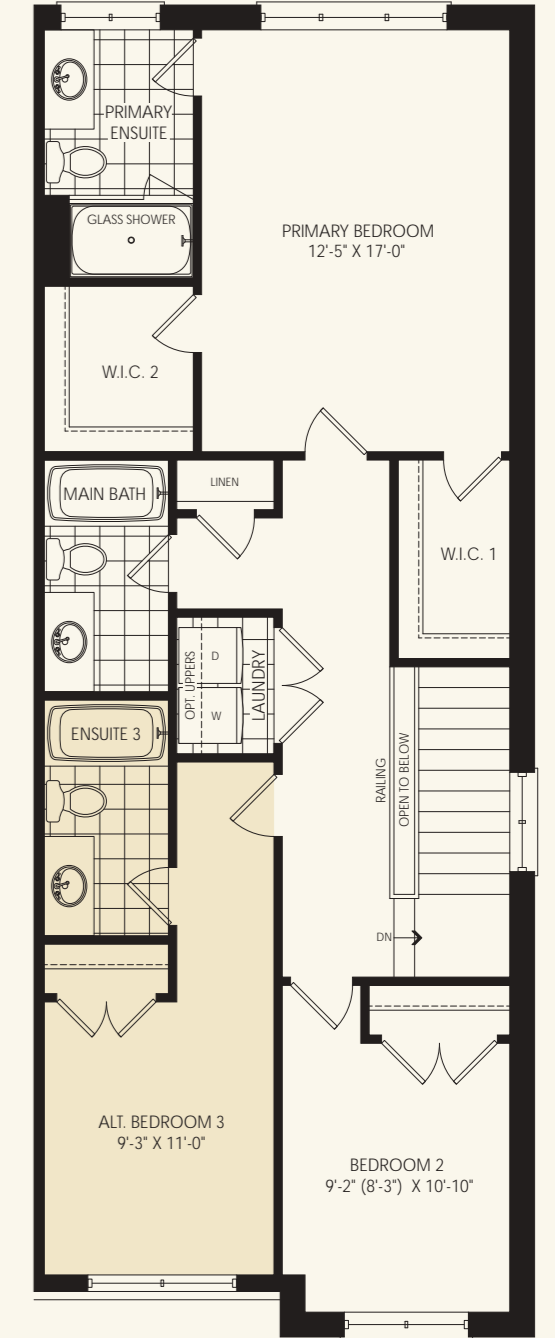 PRIMARY
ENSUITE
GLASS SHOWER
PRIMARY BEDROOM
12'-5" X 17'-0"
W.I.C. 2
LINEN
MAIN BATH
W.I.C. 1
OPT. UPPERS
D
W
LAUNDRY
ENSUITE 3
RAILING
OPEN TO BELOW
DN
ALT. BEDROOM 3
9'-3" X 11'-0"
BEDROOM 2
9'-2" (8'-3") X 10'-10"